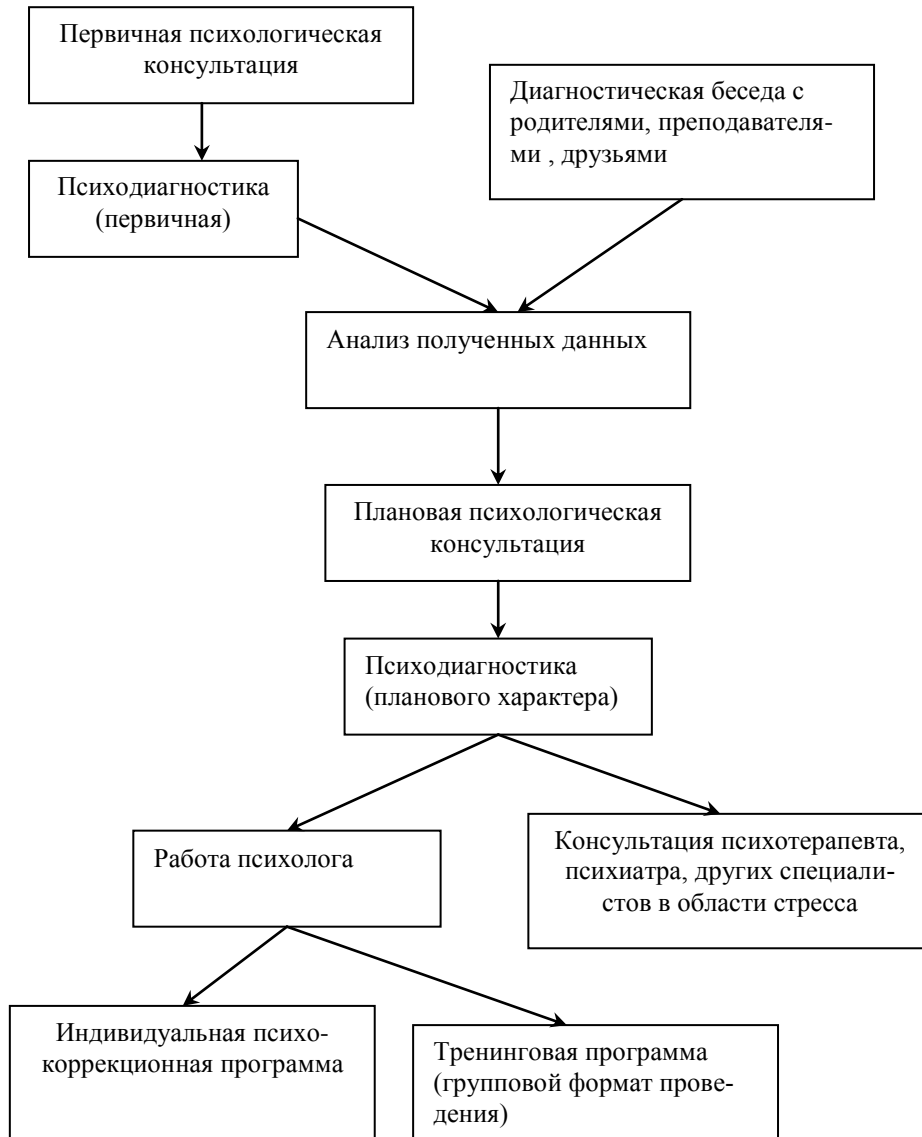 Первичная психологическая
консультация
Диагностическая беседа с
родителями, преподавателя-
ми , друзьями
Психодиагностика
(первичная)
Анализ полученных данных
Плановая психологическая
консультация
Психодиагностика
(планового характера)
Работа психолога
Консультация психотерапевта,
психиатра, других специали-
стов в области стресса
Индивидуальная психо-
коррекционная программа
Тренинговая программа
(групповой формат прове-
дения)